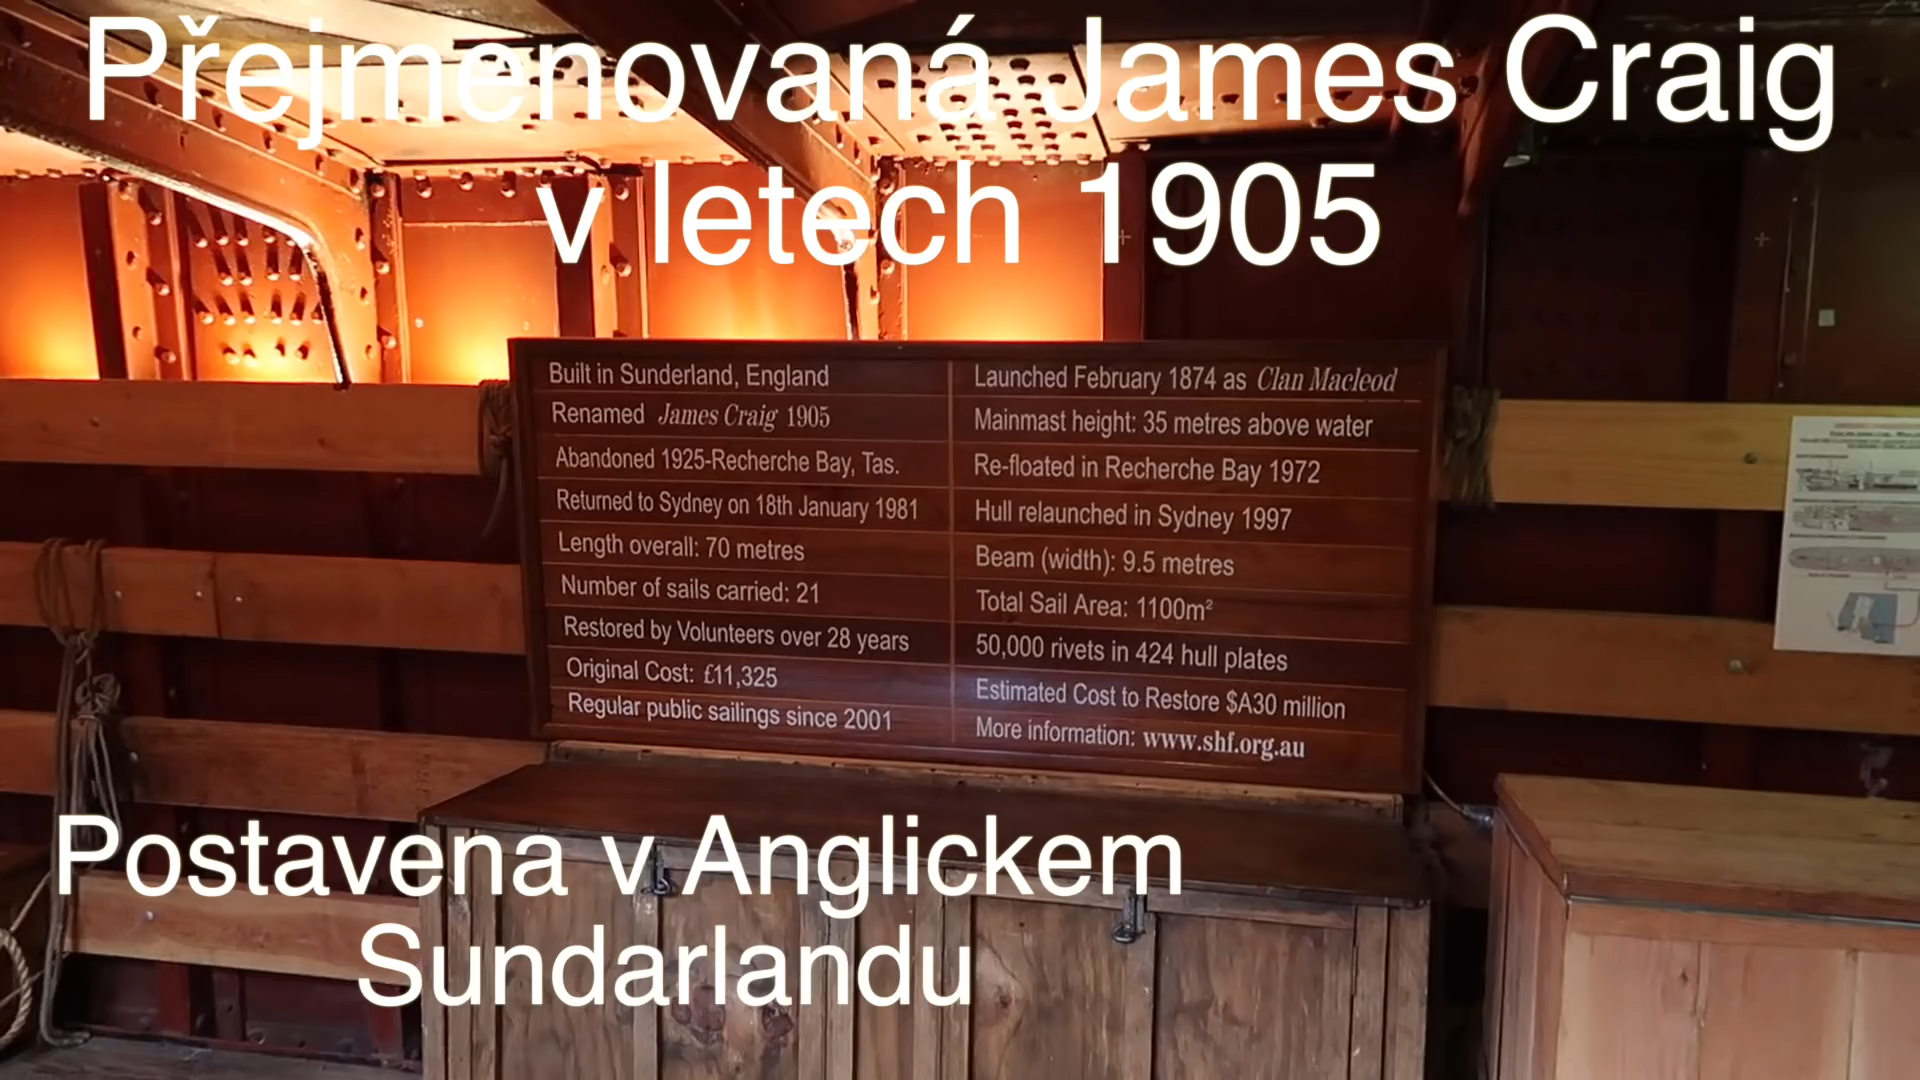 Přejmenovaná James Craig
v letech 1905
Built in Sunderland, England
Renamed James Craig 1905
Abandoned 1925-Recherche Bay, Tas.
Returned to Sydney on 18th January 1981
Length overall: 70 metres
Number of sails carried: 21
Restored by Volunteers over 28 years
Original Cost: £11,325
Regular public sailings since 2001
Launched February 1874 as Clan Macleod
Mainmast height: 35 metres above water
Re-floated in Recherche Bay 1972
Hull relaunched in Sydney 1997
Beam (width): 9.5 metres
Total Sail Area: 1100m²
50,000 rivets in 424 hull plates
Estimated Cost to Restore $A30 million
More information: www.shf.org.au
Postavena v Anglickem
Sundarlandu